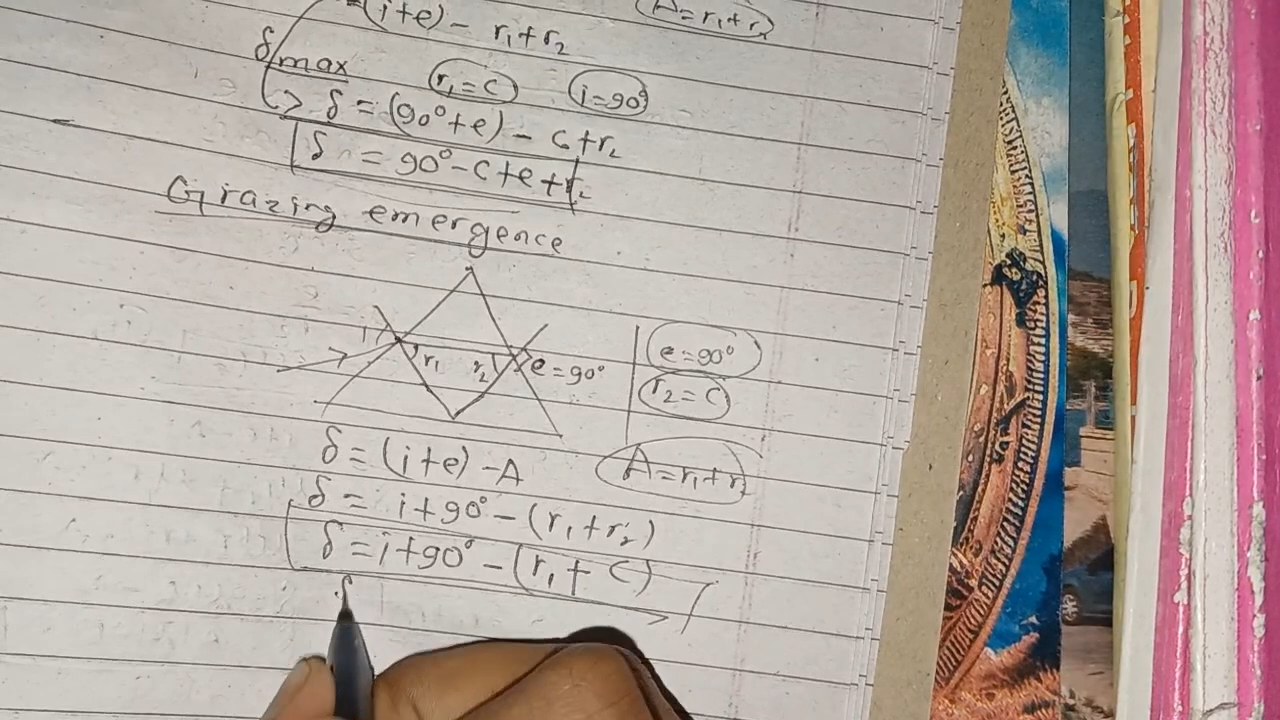 =(i+e) - r₁+r₂
A=r₁+r₂
δmax r₁=c i=90°
δ = (90°+e) - c+r₂
δ = 90°-c+e+r₂
Grazing emergence
i r₁ r₂ e=90°
e=90°
r₂=c
δ=(i+e)-A A=r₁+r₂
δ= i+90°-(r₁+r₂)
δ=i+90°-(r₁+c)
δ